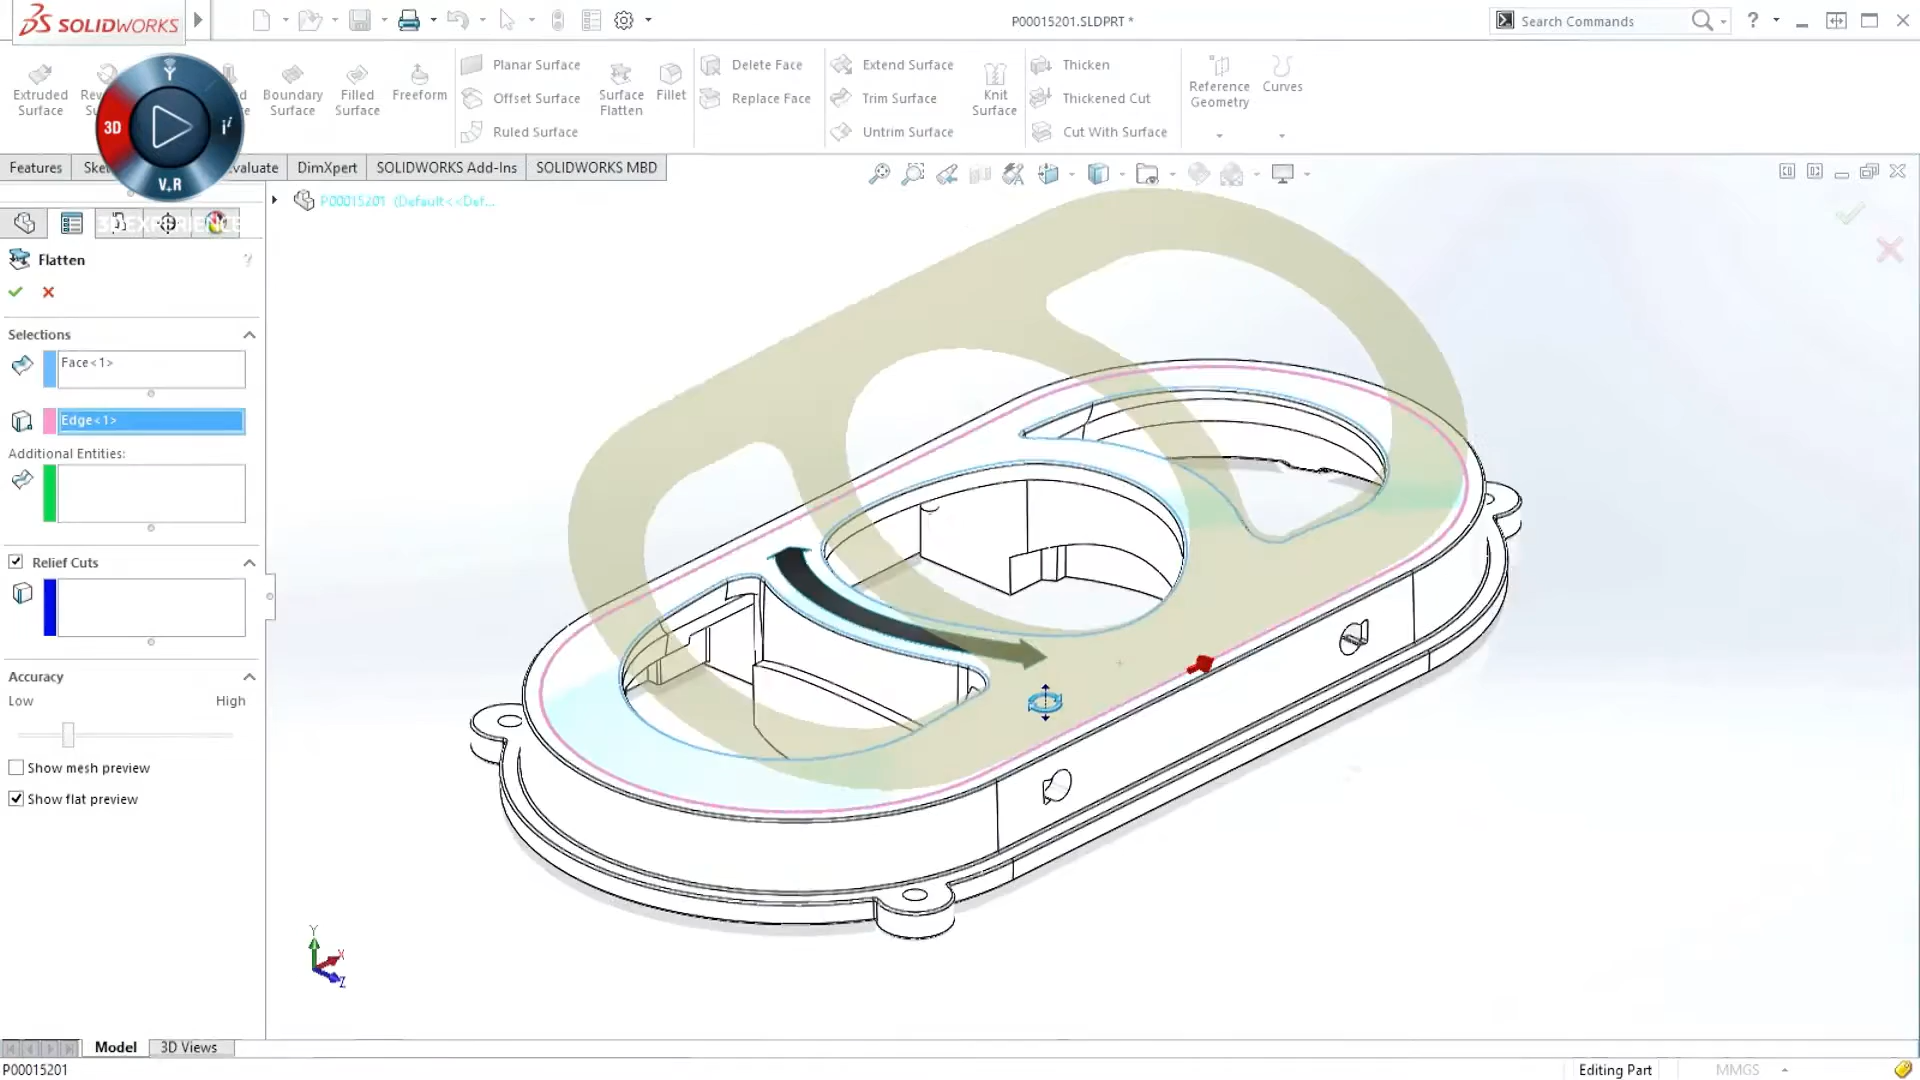 SOLIDWORKS
P00015201.SLDPRT *
Search Commands
?
Extruded Surface
Boundary Surface
Filled Surface
Freeform
Planar Surface
Offset Surface
Ruled Surface
Surface Flatten
Fillet
Delete Face
Replace Face
Extend Surface
Trim Surface
Untrim Surface
Knit Surface
Thicken
Thickened Cut
Cut With Surface
Reference Geometry
Curves
3D
V+R
Features
DimXpert
SOLIDWORKS Add-Ins
SOLIDWORKS MBD
P00015201 (Default<<Def...
3DEXPERIENCE
Flatten
?
Selections
Face<1>
Edge<1>
Additional Entities:
Relief Cuts
Accuracy
Low
High
Show mesh preview
Show flat preview
Y
X
Z
Model
3D Views
P00015201
Editing Part
MMGS